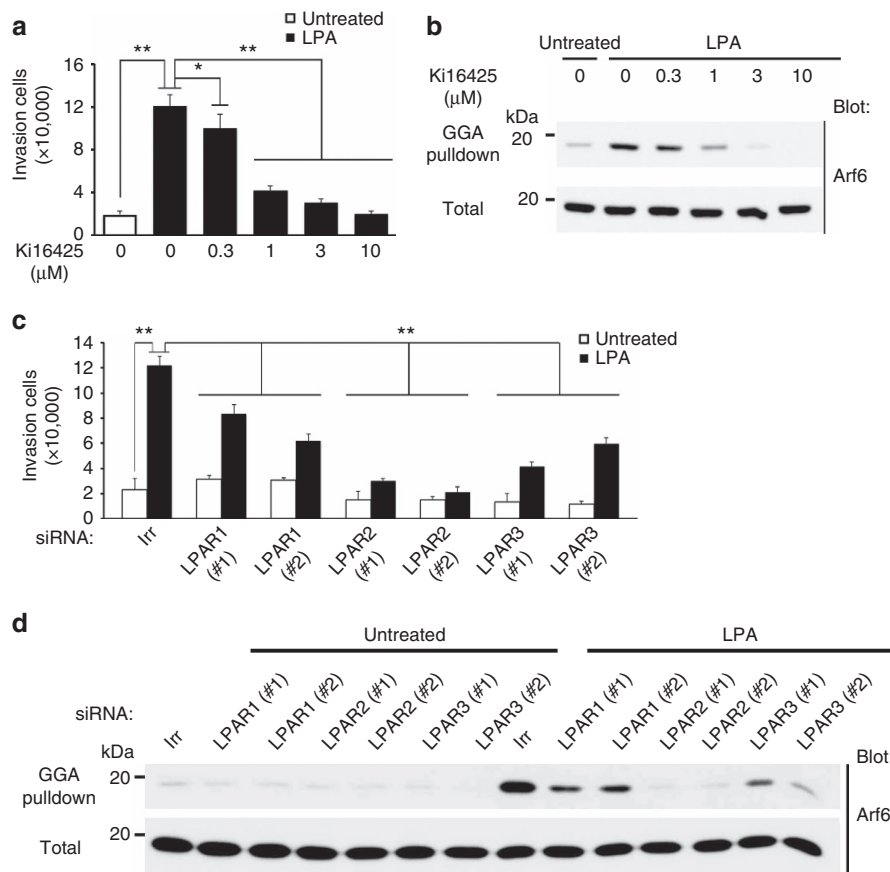 a
Untreated
LPA
**
**
*
Invasion cells
(×10,000)
16
12
8
4
0
Ki16425
(μM)
0 0 0.3 1 3 10
b
Untreated LPA
Ki16425
(μM)
0 0 0.3 1 3 10
Blot:
kDa
GGA
pulldown
20
Arf6
Total
20
c
Untreated
LPA
**
**
Invasion cells
(×10,000)
14
12
10
8
6
4
2
0
siRNA:
Irr
LPAR1
(#1)
LPAR1
(#2)
LPAR2
(#1)
LPAR2
(#2)
LPAR3
(#1)
LPAR3
(#2)
d
Untreated LPA
siRNA:
Irr
LPAR1 (#1)
LPAR1 (#2)
LPAR2 (#1)
LPAR2 (#2)
LPAR3 (#1)
LPAR3 (#2)
Irr
LPAR1 (#1)
LPAR1 (#2)
LPAR2 (#1)
LPAR2 (#2)
LPAR3 (#1)
LPAR3 (#2)
kDa
Blot
GGA
pulldown
20
Arf6
Total
20